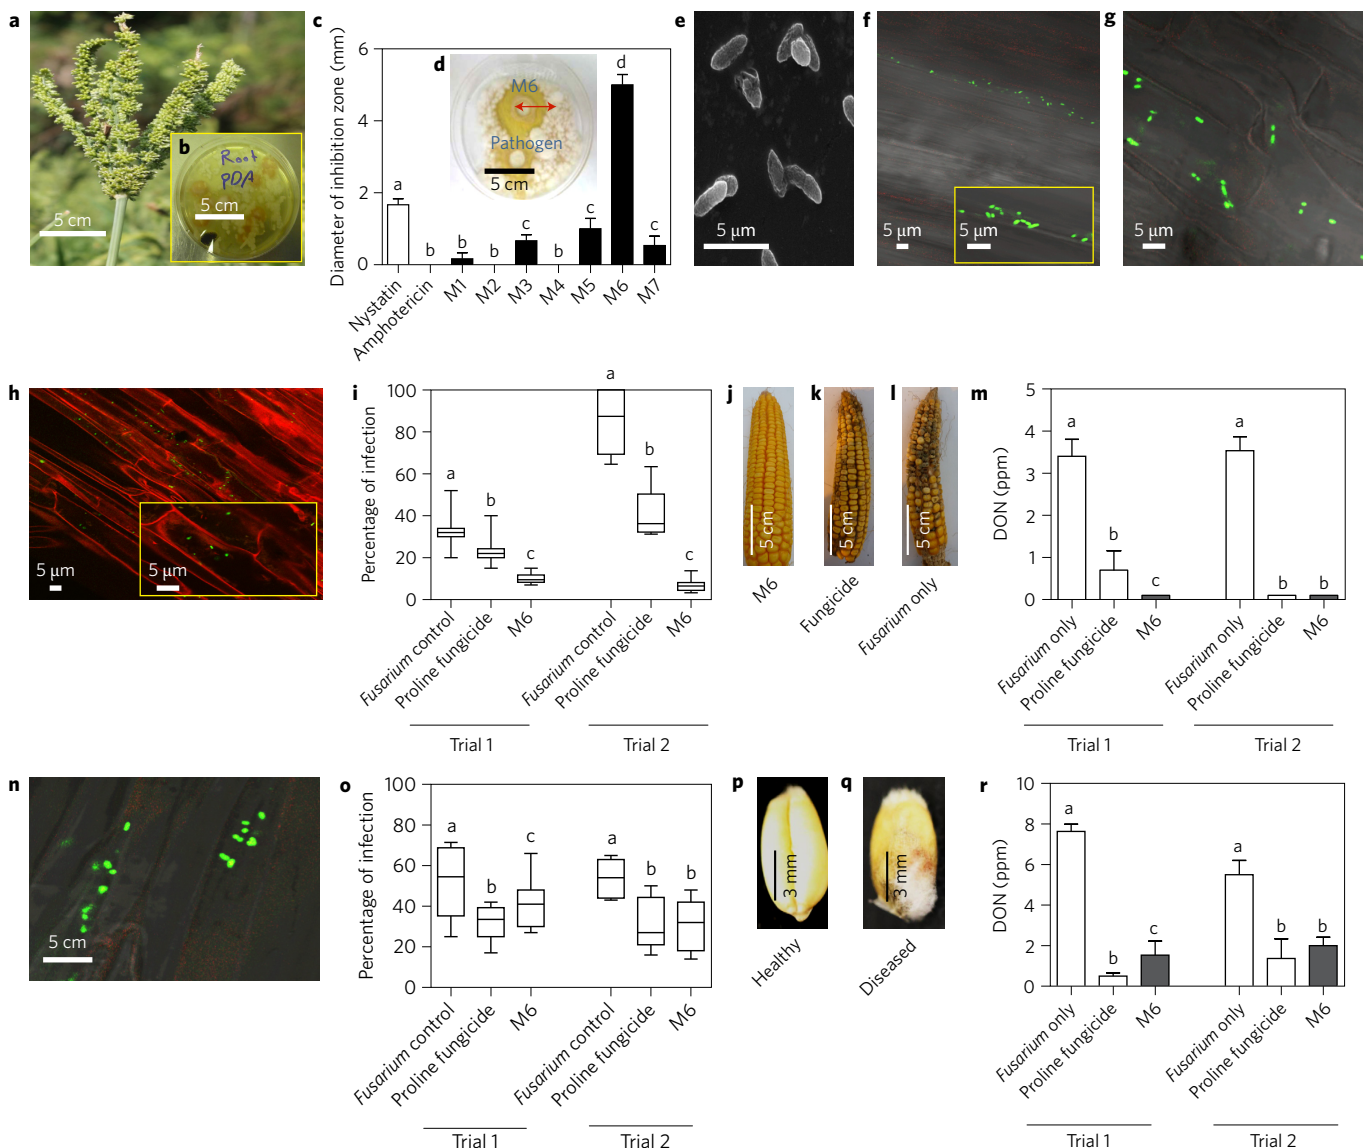 a
5 cm
b
Root
PDA
5 cm
c
Diameter of inhibition zone (mm)
6
4
2
0
a
b
b
b
c
b
c
d
c
Nystatin
Amphotericin
M1
M2
M3
M4
M5
M6
M7
d
M6
Pathogen
5 cm
e
5 μm
f
5 μm
5 μm
g
5 μm
h
5 μm
5 μm
i
Percentage of infection
100
80
60
40
20
0
a
b
c
a
b
c
Fusarium control
Proline fungicide
M6
Fusarium control
Proline fungicide
M6
Trial 1
Trial 2
j
5 cm
M6
k
5 cm
Fungicide
l
5 cm
Fusarium only
m
DON (ppm)
5
4
3
2
1
0
a
b
c
a
b
b
Fusarium only
Proline fungicide
M6
Fusarium only
Proline fungicide
M6
Trial 1
Trial 2
n
5 cm
o
Percentage of infection
100
80
60
40
20
0
a
b
c
a
b
b
Fusarium control
Proline fungicide
M6
Fusarium control
Proline fungicide
M6
Trial 1
Trial 2
p
3 mm
Healthy
q
3 mm
Diseased
r
DON (ppm)
10
8
6
4
2
0
a
b
c
a
b
b
Fusarium only
Proline fungicide
M6
Fusarium only
Proline fungicide
M6
Trial 1
Trial 2